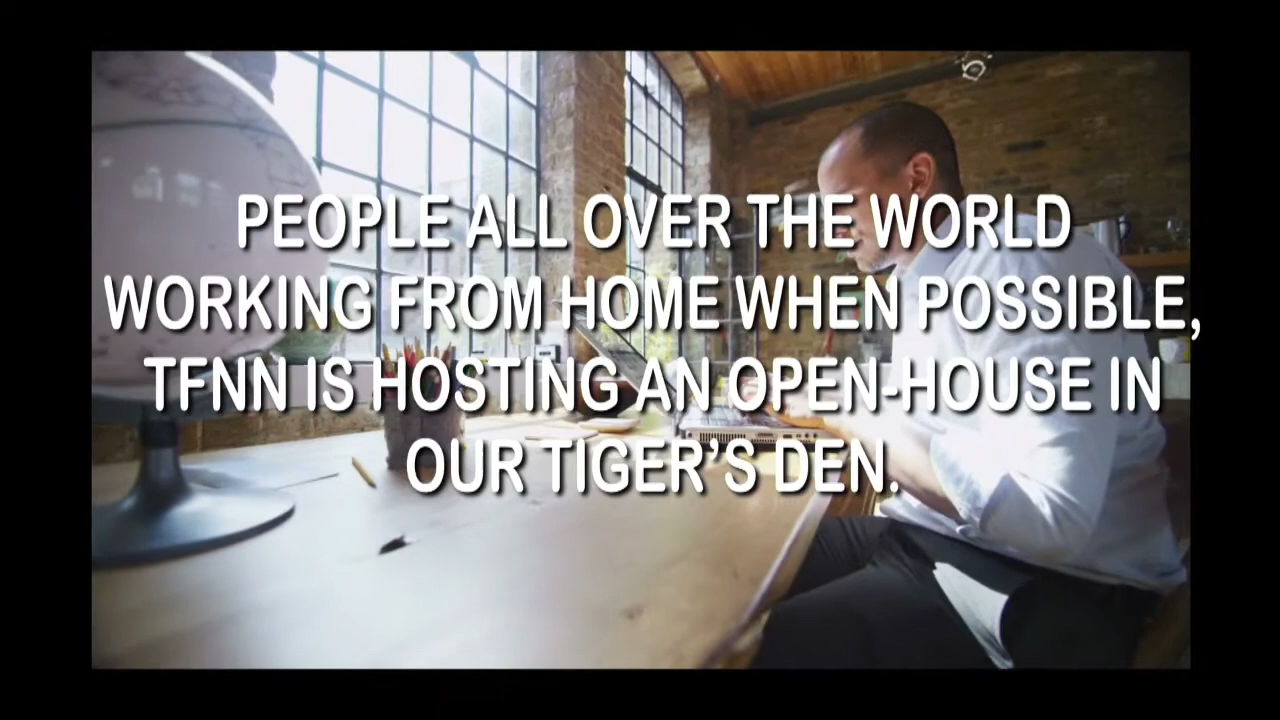 PEOPLE ALL OVER THE WORLD
WORKING FROM HOME WHEN POSSIBLE,
TFNN IS HOSTING AN OPEN-HOUSE IN
OUR TIGER’S DEN.